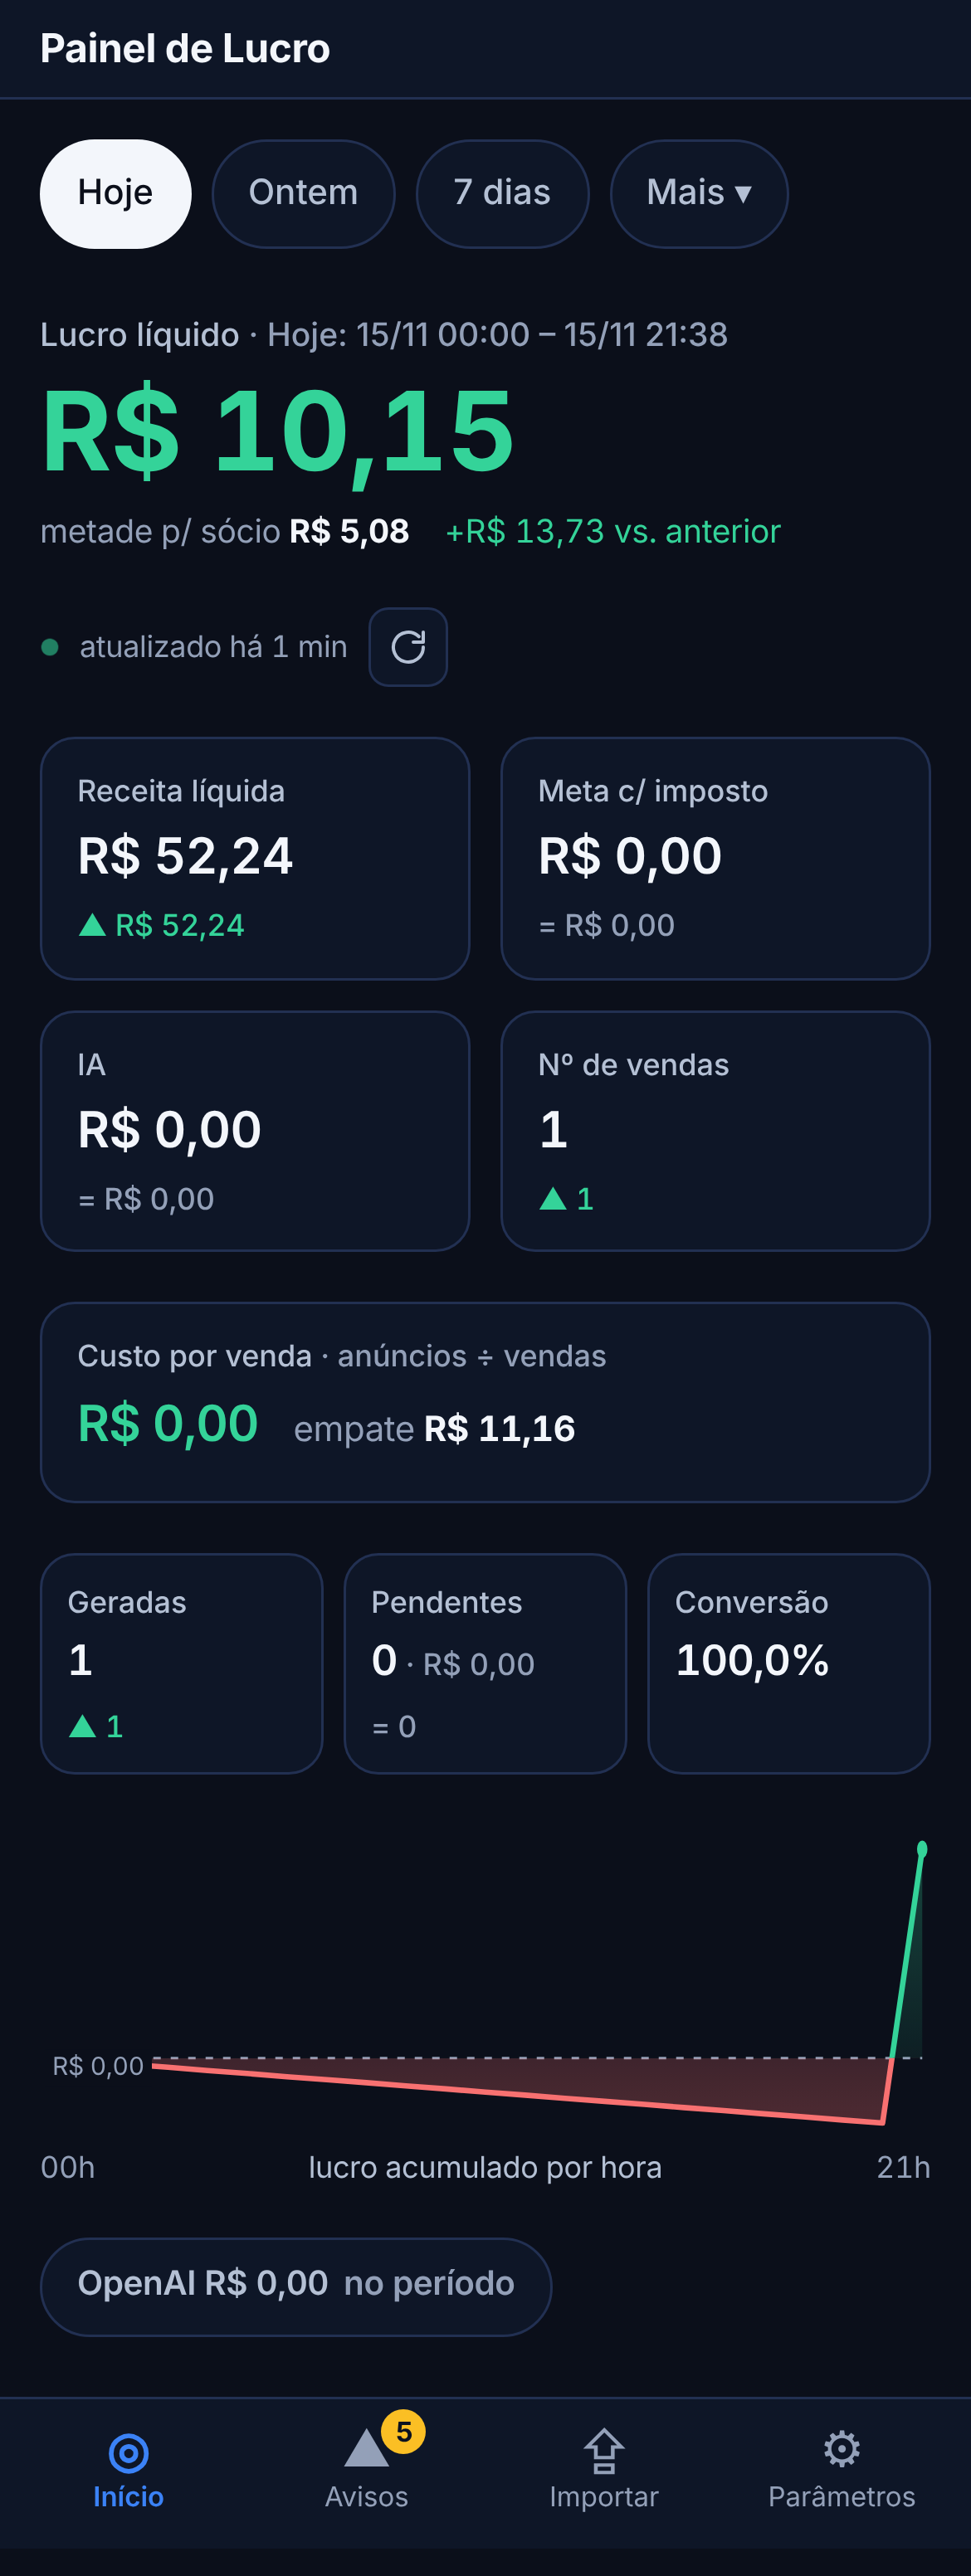 Painel de Lucro
Hoje Ontem 7 dias Mais ▾
Lucro líquido · Hoje: 15/11 00:00 – 15/11 21:38
R$ 10,15
metade p/ sócio R$ 5,08 +R$ 13,73 vs. anterior
atualizado há 1 min
Receita líquida
R$ 52,24
▲ R$ 52,24
Meta c/ imposto
R$ 0,00
= R$ 0,00
IA
R$ 0,00
= R$ 0,00
Nº de vendas
1
▲ 1
Custo por venda · anúncios ÷ vendas
R$ 0,00 empate R$ 11,16
Geradas
1
▲ 1
Pendentes
0 · R$ 0,00
= 0
Conversão
100,0%
R$ 0,00
00h lucro acumulado por hora 21h
OpenAI R$ 0,00 no período
5
Início Avisos Importar Parâmetros